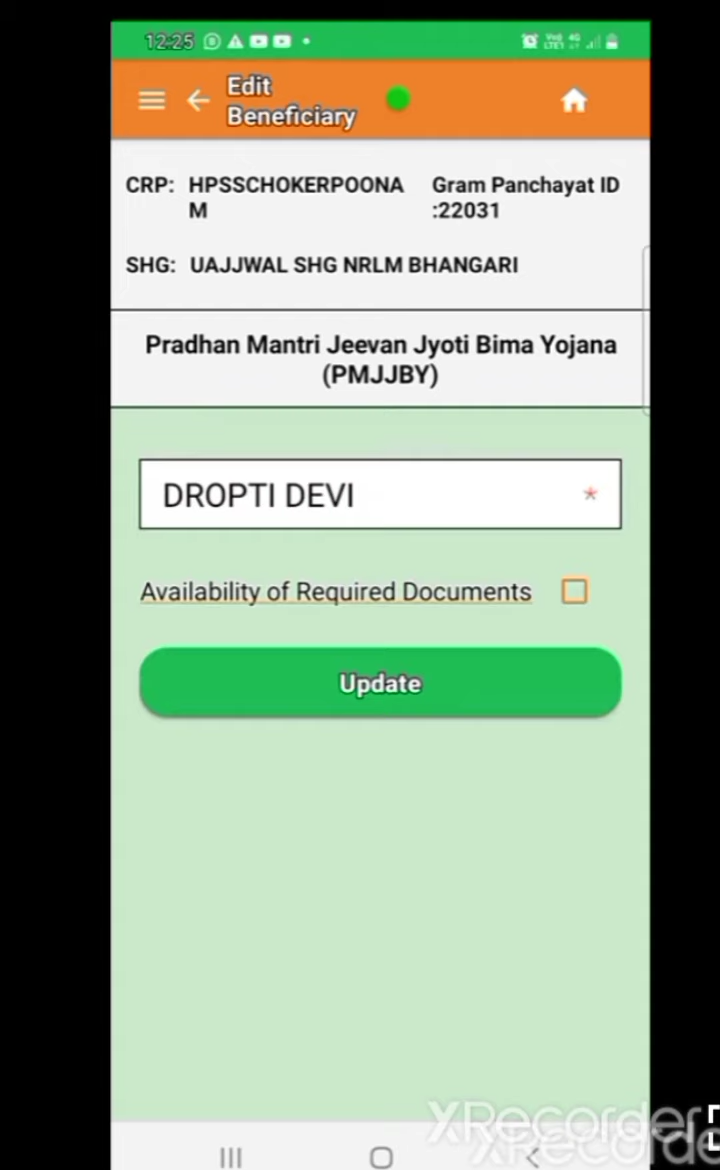 12:25
Edit
Beneficiary
CRP: HPSSCHOKERPOONA
M
Gram Panchayat ID
:22031
SHG: UAJJWAL SHG NRLM BHANGARI
Pradhan Mantri Jeevan Jyoti Bima Yojana
(PMJJBY)
DROPTI DEVI *
Availability of Required Documents
Update
XRecorder
XRecorde